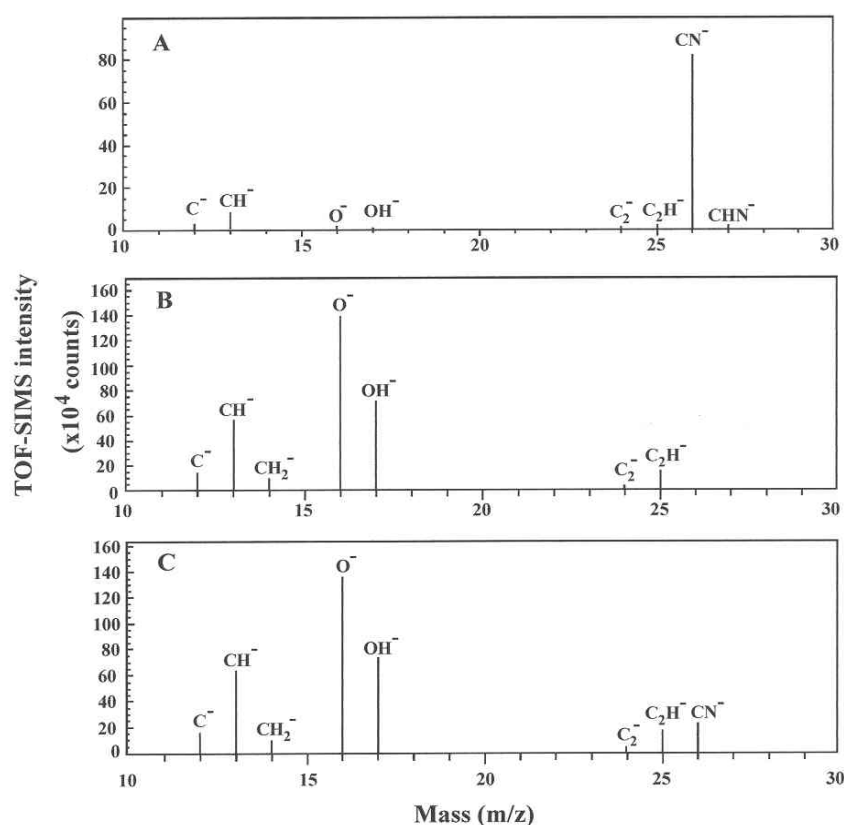 A
CN⁻
80
60
40
20
0
C⁻ CH⁻ O⁻ OH⁻ C₂⁻ C₂H⁻ CHN⁻
10 15 20 25 30
B
160
140
120
100
80
60
40
20
0
O⁻
OH⁻
CH⁻
C⁻ CH₂⁻ C₂⁻ C₂H⁻
10 15 20 25 30
C
160
140
120
100
80
60
40
20
0
O⁻
CH⁻ OH⁻
C⁻ CH₂⁻ C₂⁻ C₂H⁻ CN⁻
10 15 20 25 30
TOF-SIMS intensity
(x10⁴ counts)
Mass (m/z)